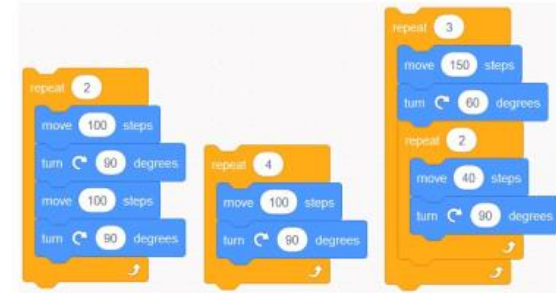 repeat 2
move 100 steps
turn 90 degrees
move 100 steps
turn 90 degrees
repeat 4
move 100 steps
turn 90 degrees
repeat 3
move 150 steps
turn 60 degrees
repeat 2
move 40 steps
turn 90 degrees